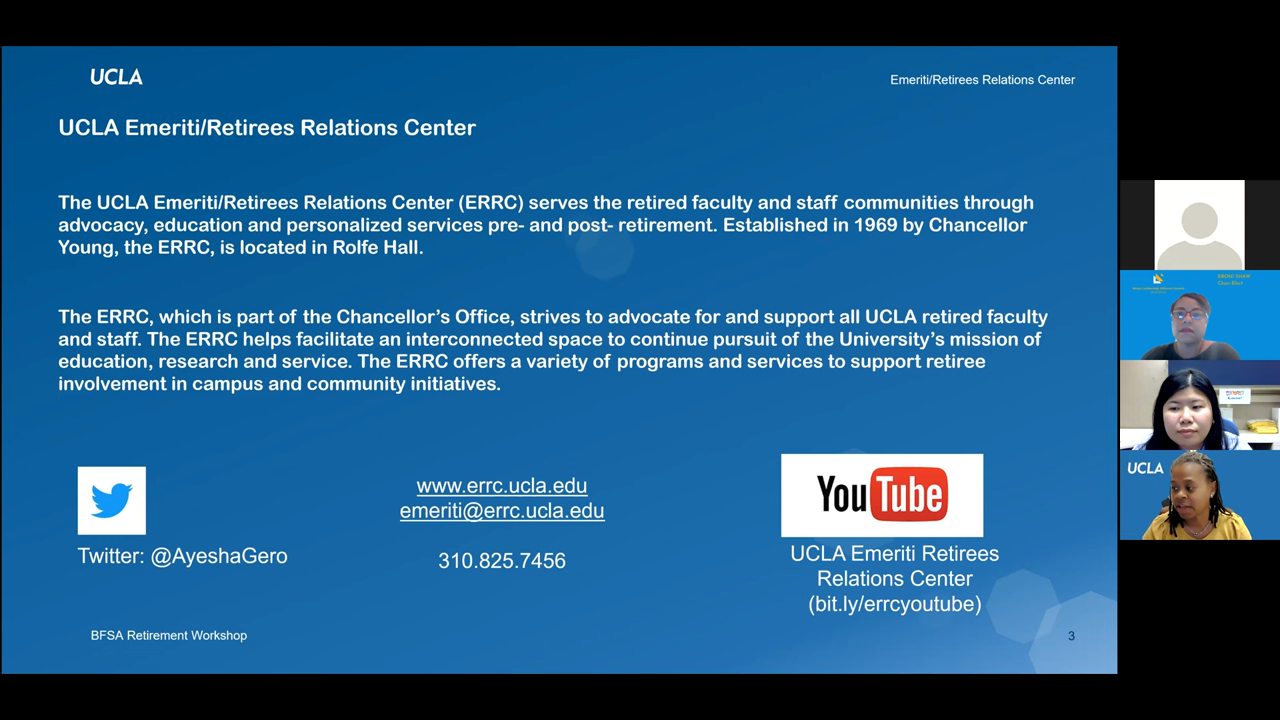 UCLA
Emeriti/Retirees Relations Center
UCLA Emeriti/Retirees Relations Center
The UCLA Emeriti/Retirees Relations Center (ERRC) serves the retired faculty and staff communities through
advocacy, education and personalized services pre- and post- retirement. Established in 1969 by Chancellor
Young, the ERRC, is located in Rolfe Hall.
The ERRC, which is part of the Chancellor's Office, strives to advocate for and support all UCLA retired faculty
and staff. The ERRC helps facilitate an interconnected space to continue pursuit of the University's mission of
education, research and service. The ERRC offers a variety of programs and services to support retiree
involvement in campus and community initiatives.
Twitter: @AyeshaGero
www.errc.ucla.edu
emeriti@errc.ucla.edu
310.825.7456
YouTube
UCLA Emeriti Retirees
Relations Center
(bit.ly/errcyoutube)
BFSA Retirement Workshop
3
EBONI SHAW
Chair-Elect
UCLA